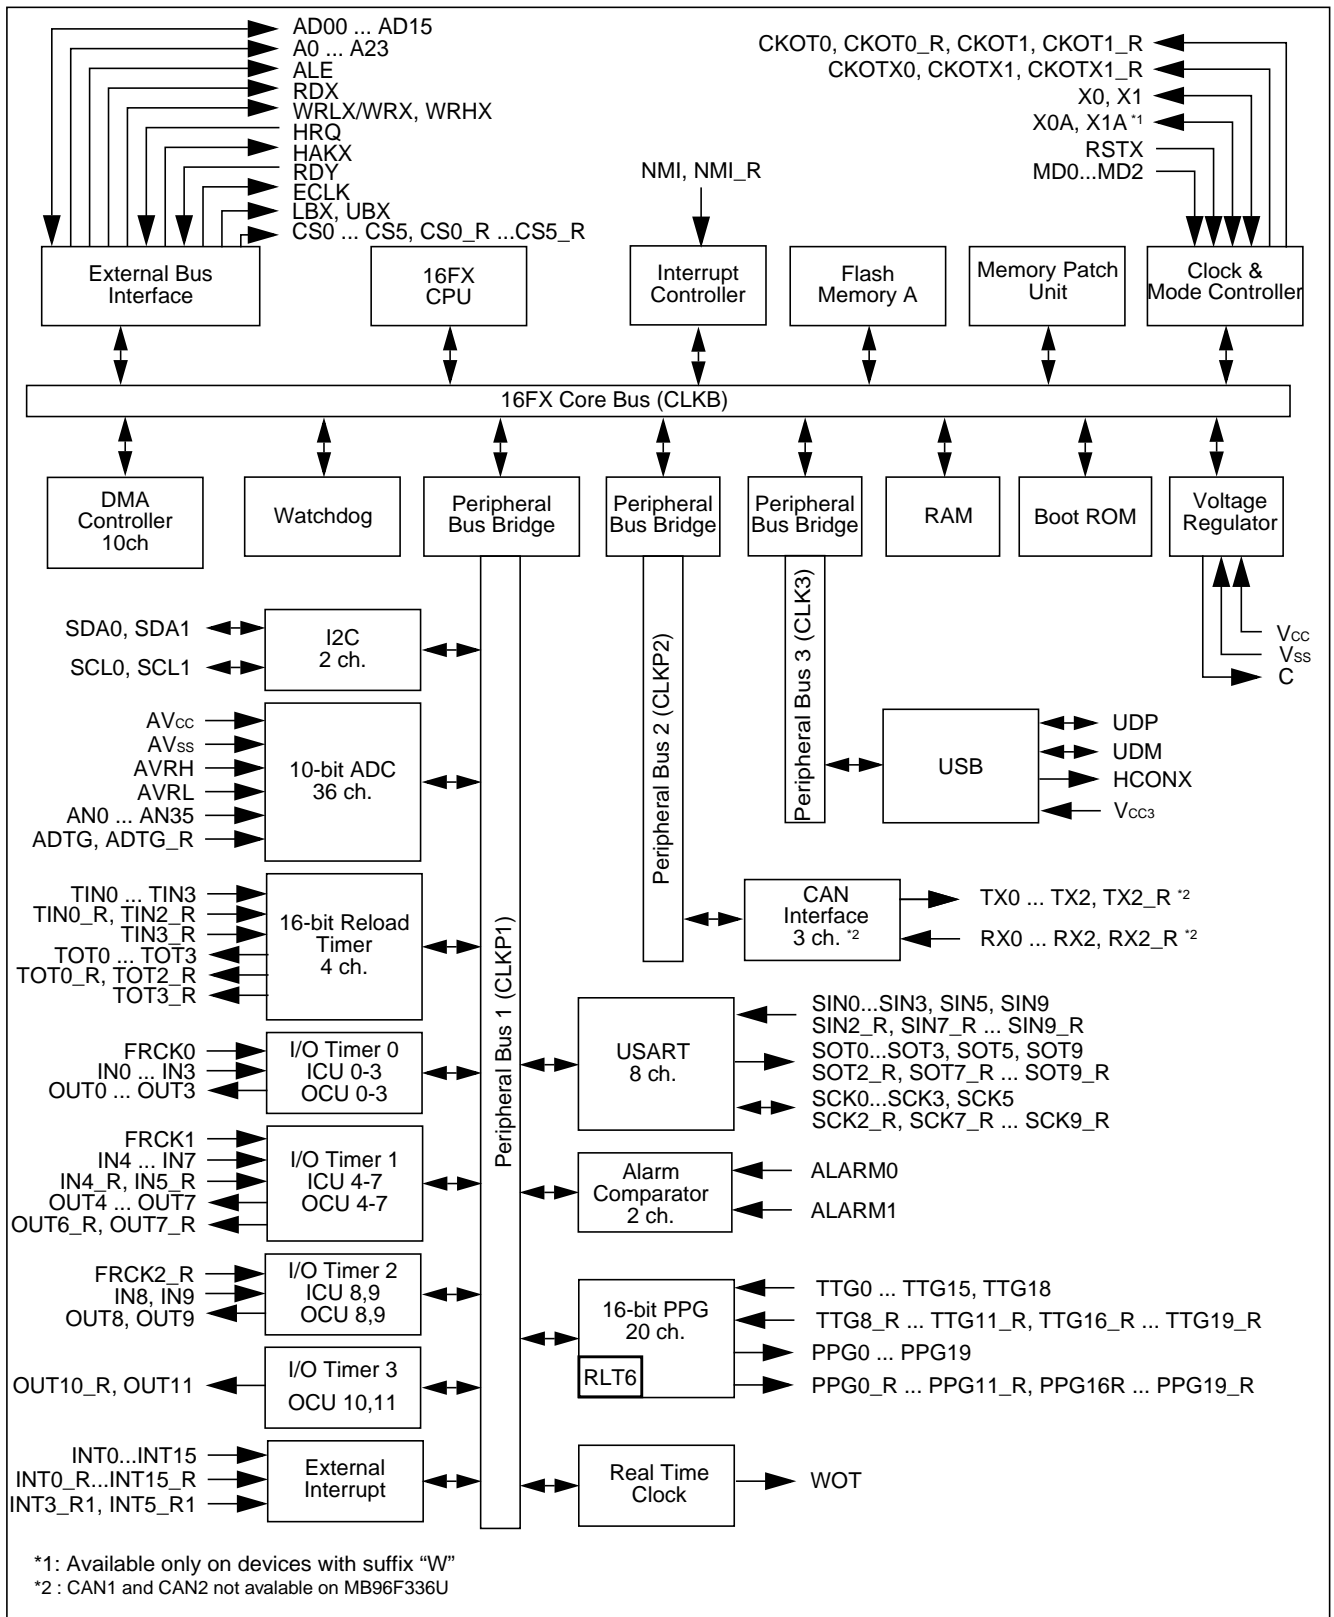 AD00 ... AD15
A0 ... A23
ALE
RDX
WRLX/WRX, WRHX
HRQ
HAKX
RDY
ECLK
LBX, UBX
CS0 ... CS5, CS0_R ...CS5_R
NMI, NMI_R
CKOT0, CKOT0_R, CKOT1, CKOT1_R
CKOTX0, CKOTX1, CKOTX1_R
X0, X1
X0A, X1A *1
RSTX
MD0...MD2
External Bus
Interface
16FX
CPU
Interrupt
Controller
Flash
Memory A
Memory Patch
Unit
Clock &
Mode Controller
16FX Core Bus (CLKB)
DMA
Controller
10ch
Watchdog
Peripheral
Bus Bridge
Peripheral
Bus Bridge
Peripheral
Bus Bridge
RAM
Boot ROM
Voltage
Regulator
VCC
VSS
C
Peripheral Bus 1 (CLKP1)
Peripheral Bus 2 (CLKP2)
Peripheral Bus 3 (CLK3)
SDA0, SDA1
SCL0, SCL1
I2C
2 ch.
AVCC
AVSS
AVRH
AVRL
AN0 ... AN35
ADTG, ADTG_R
10-bit ADC
36 ch.
TIN0 ... TIN3
TIN0_R, TIN2_R
TIN3_R
TOT0 ... TOT3
TOT0_R, TOT2_R
TOT3_R
16-bit Reload
Timer
4 ch.
FRCK0
IN0 ... IN3
OUT0 ... OUT3
I/O Timer 0
ICU 0-3
OCU 0-3
FRCK1
IN4 ... IN7
IN4_R, IN5_R
OUT4 ... OUT7
OUT6_R, OUT7_R
I/O Timer 1
ICU 4-7
OCU 4-7
FRCK2_R
IN8, IN9
OUT8, OUT9
I/O Timer 2
ICU 8,9
OCU 8,9
OUT10_R, OUT11
I/O Timer 3
OCU 10,11
INT0...INT15
INT0_R...INT15_R
INT3_R1, INT5_R1
External
Interrupt
USB
UDP
UDM
HCONX
VCC3
CAN
Interface
3 ch. *2
TX0 ... TX2, TX2_R *2
RX0 ... RX2, RX2_R *2
USART
8 ch.
SIN0...SIN3, SIN5, SIN9
SIN2_R, SIN7_R ... SIN9_R
SOT0...SOT3, SOT5, SOT9
SOT2_R, SOT7_R ... SOT9_R
SCK0...SCK3, SCK5
SCK2_R, SCK7_R ... SCK9_R
Alarm
Comparator
2 ch.
ALARM0
ALARM1
16-bit PPG
20 ch.
RLT6
TTG0 ... TTG15, TTG18
TTG8_R ... TTG11_R, TTG16_R ... TTG19_R
PPG0 ... PPG19
PPG0_R ... PPG11_R, PPG16R ... PPG19_R
Real Time
Clock
WOT
*1: Available only on devices with suffix “W”
*2 : CAN1 and CAN2 not avalable on MB96F336U